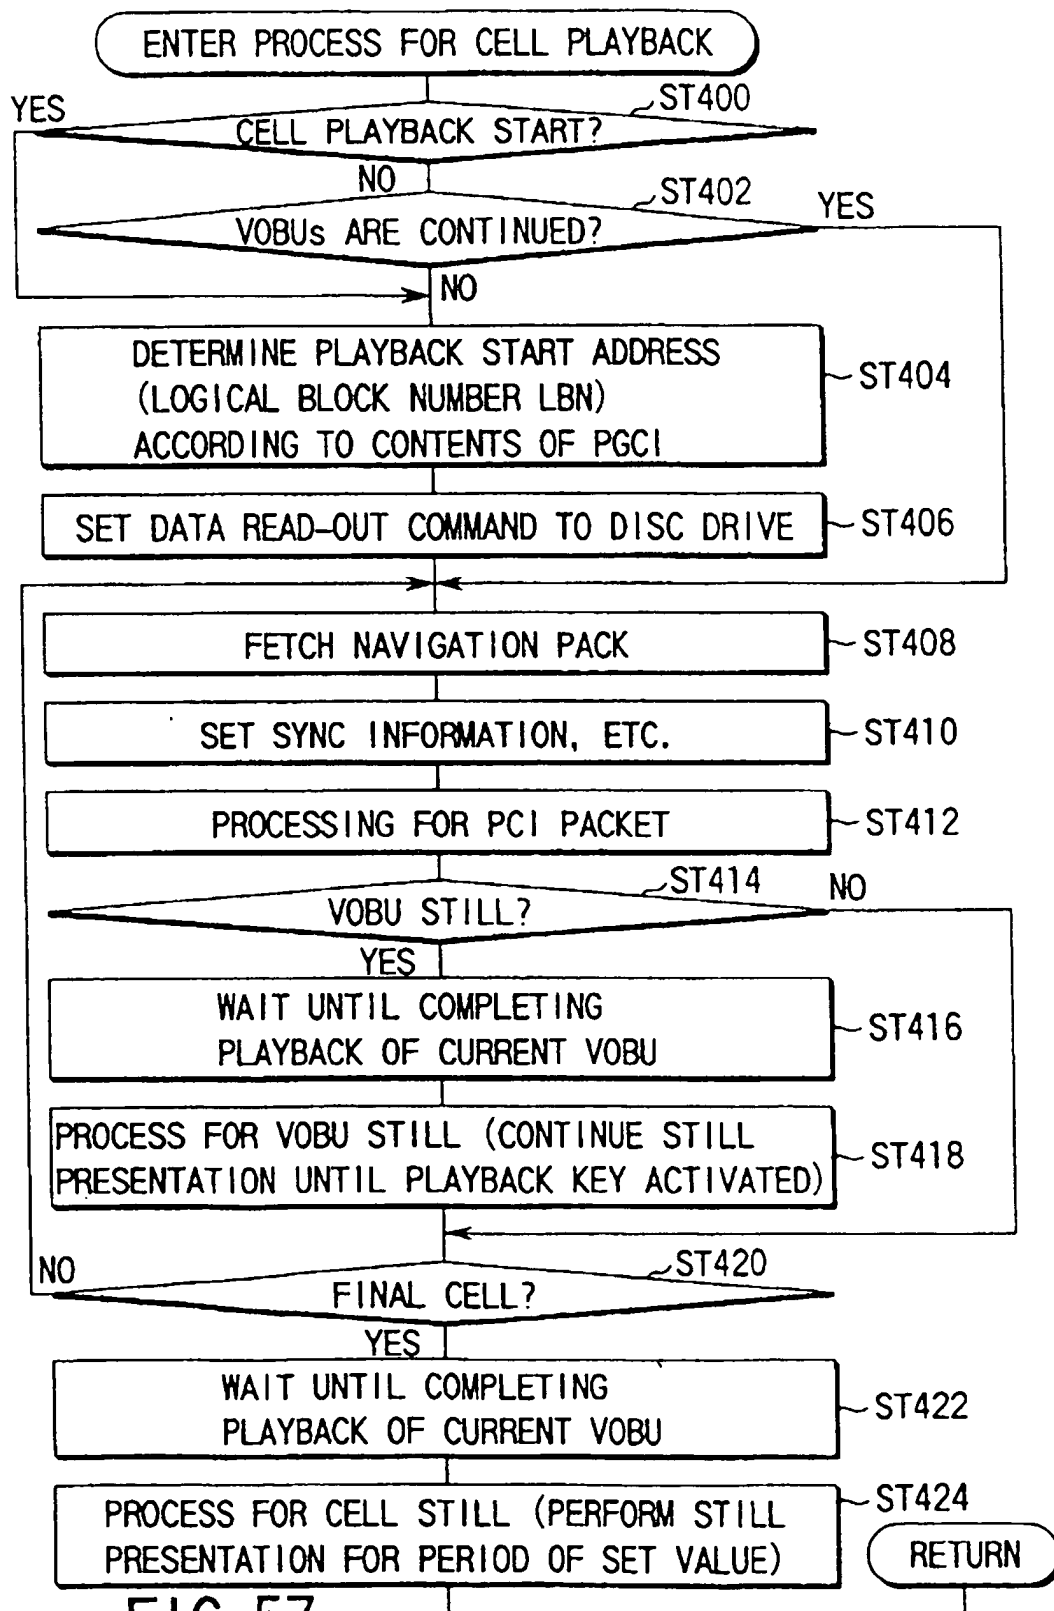 ENTER PROCESS FOR CELL PLAYBACK
YES
ST400
CELL PLAYBACK START?
NO
ST402
YES
VOBUs ARE CONTINUED?
NO
DETERMINE PLAYBACK START ADDRESS
(LOGICAL BLOCK NUMBER LBN)
ACCORDING TO CONTENTS OF PGCI
ST404
SET DATA READ-OUT COMMAND TO DISC DRIVE
ST406
FETCH NAVIGATION PACK
ST408
SET SYNC INFORMATION, ETC.
ST410
PROCESSING FOR PCI PACKET
ST412
ST414
NO
VOBU STILL?
YES
WAIT UNTIL COMPLETING
PLAYBACK OF CURRENT VOBU
ST416
PROCESS FOR VOBU STILL (CONTINUE STILL
PRESENTATION UNTIL PLAYBACK KEY ACTIVATED)
ST418
NO
ST420
FINAL CELL?
YES
WAIT UNTIL COMPLETING
PLAYBACK OF CURRENT VOBU
ST422
PROCESS FOR CELL STILL (PERFORM STILL
PRESENTATION FOR PERIOD OF SET VALUE)
ST424
RETURN
FIG. 57